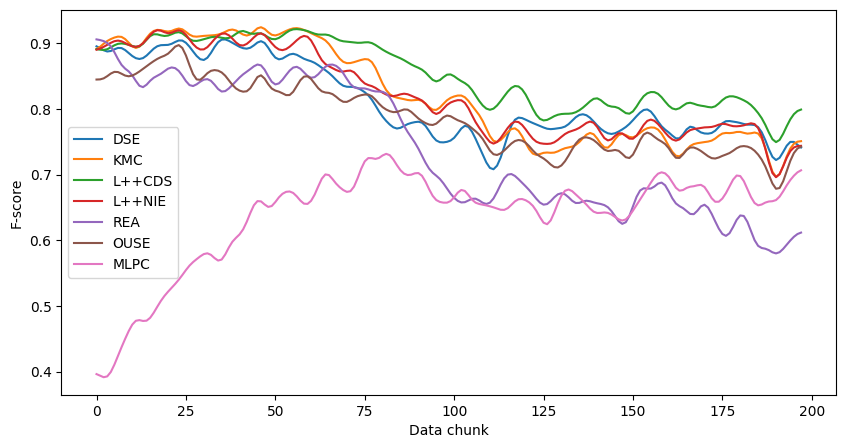 0.9
0.8
0.7
0.6
0.5
0.4
F-score
DSE
KMC
L++CDS
L++NIE
REA
OUSE
MLPC
0 25 50 75 100 125 150 175 200
Data chunk